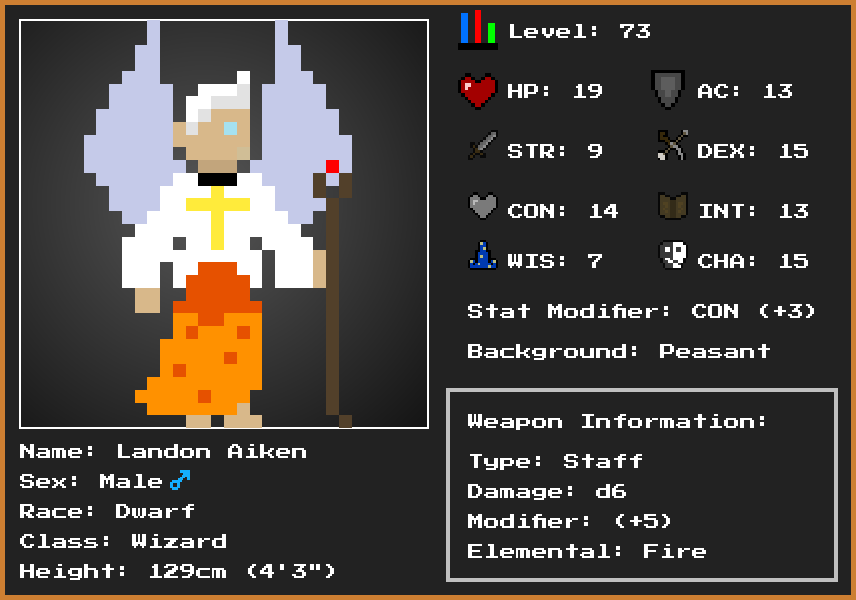 Level: 73
HP: 19 AC: 13
STR: 9 DEX: 15
CON: 14 INT: 13
WIS: 7 CHA: 15
Stat Modifier: CON (+3)
Background: Peasant
Weapon Information:
Type: Staff
Damage: d6
Modifier: (+5)
Elemental: Fire
Name: Landon Aiken
Sex: Male♂
Race: Dwarf
Class: Wizard
Height: 129cm (4'3")